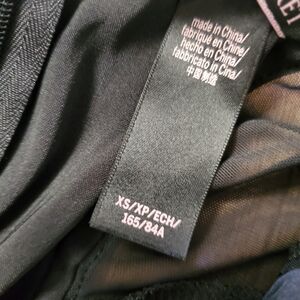 made in China/
fabriqué en Chine/
hecho en China/
fabbricato in Cina/
中国制造
XS/XP/ECH/
165/84A